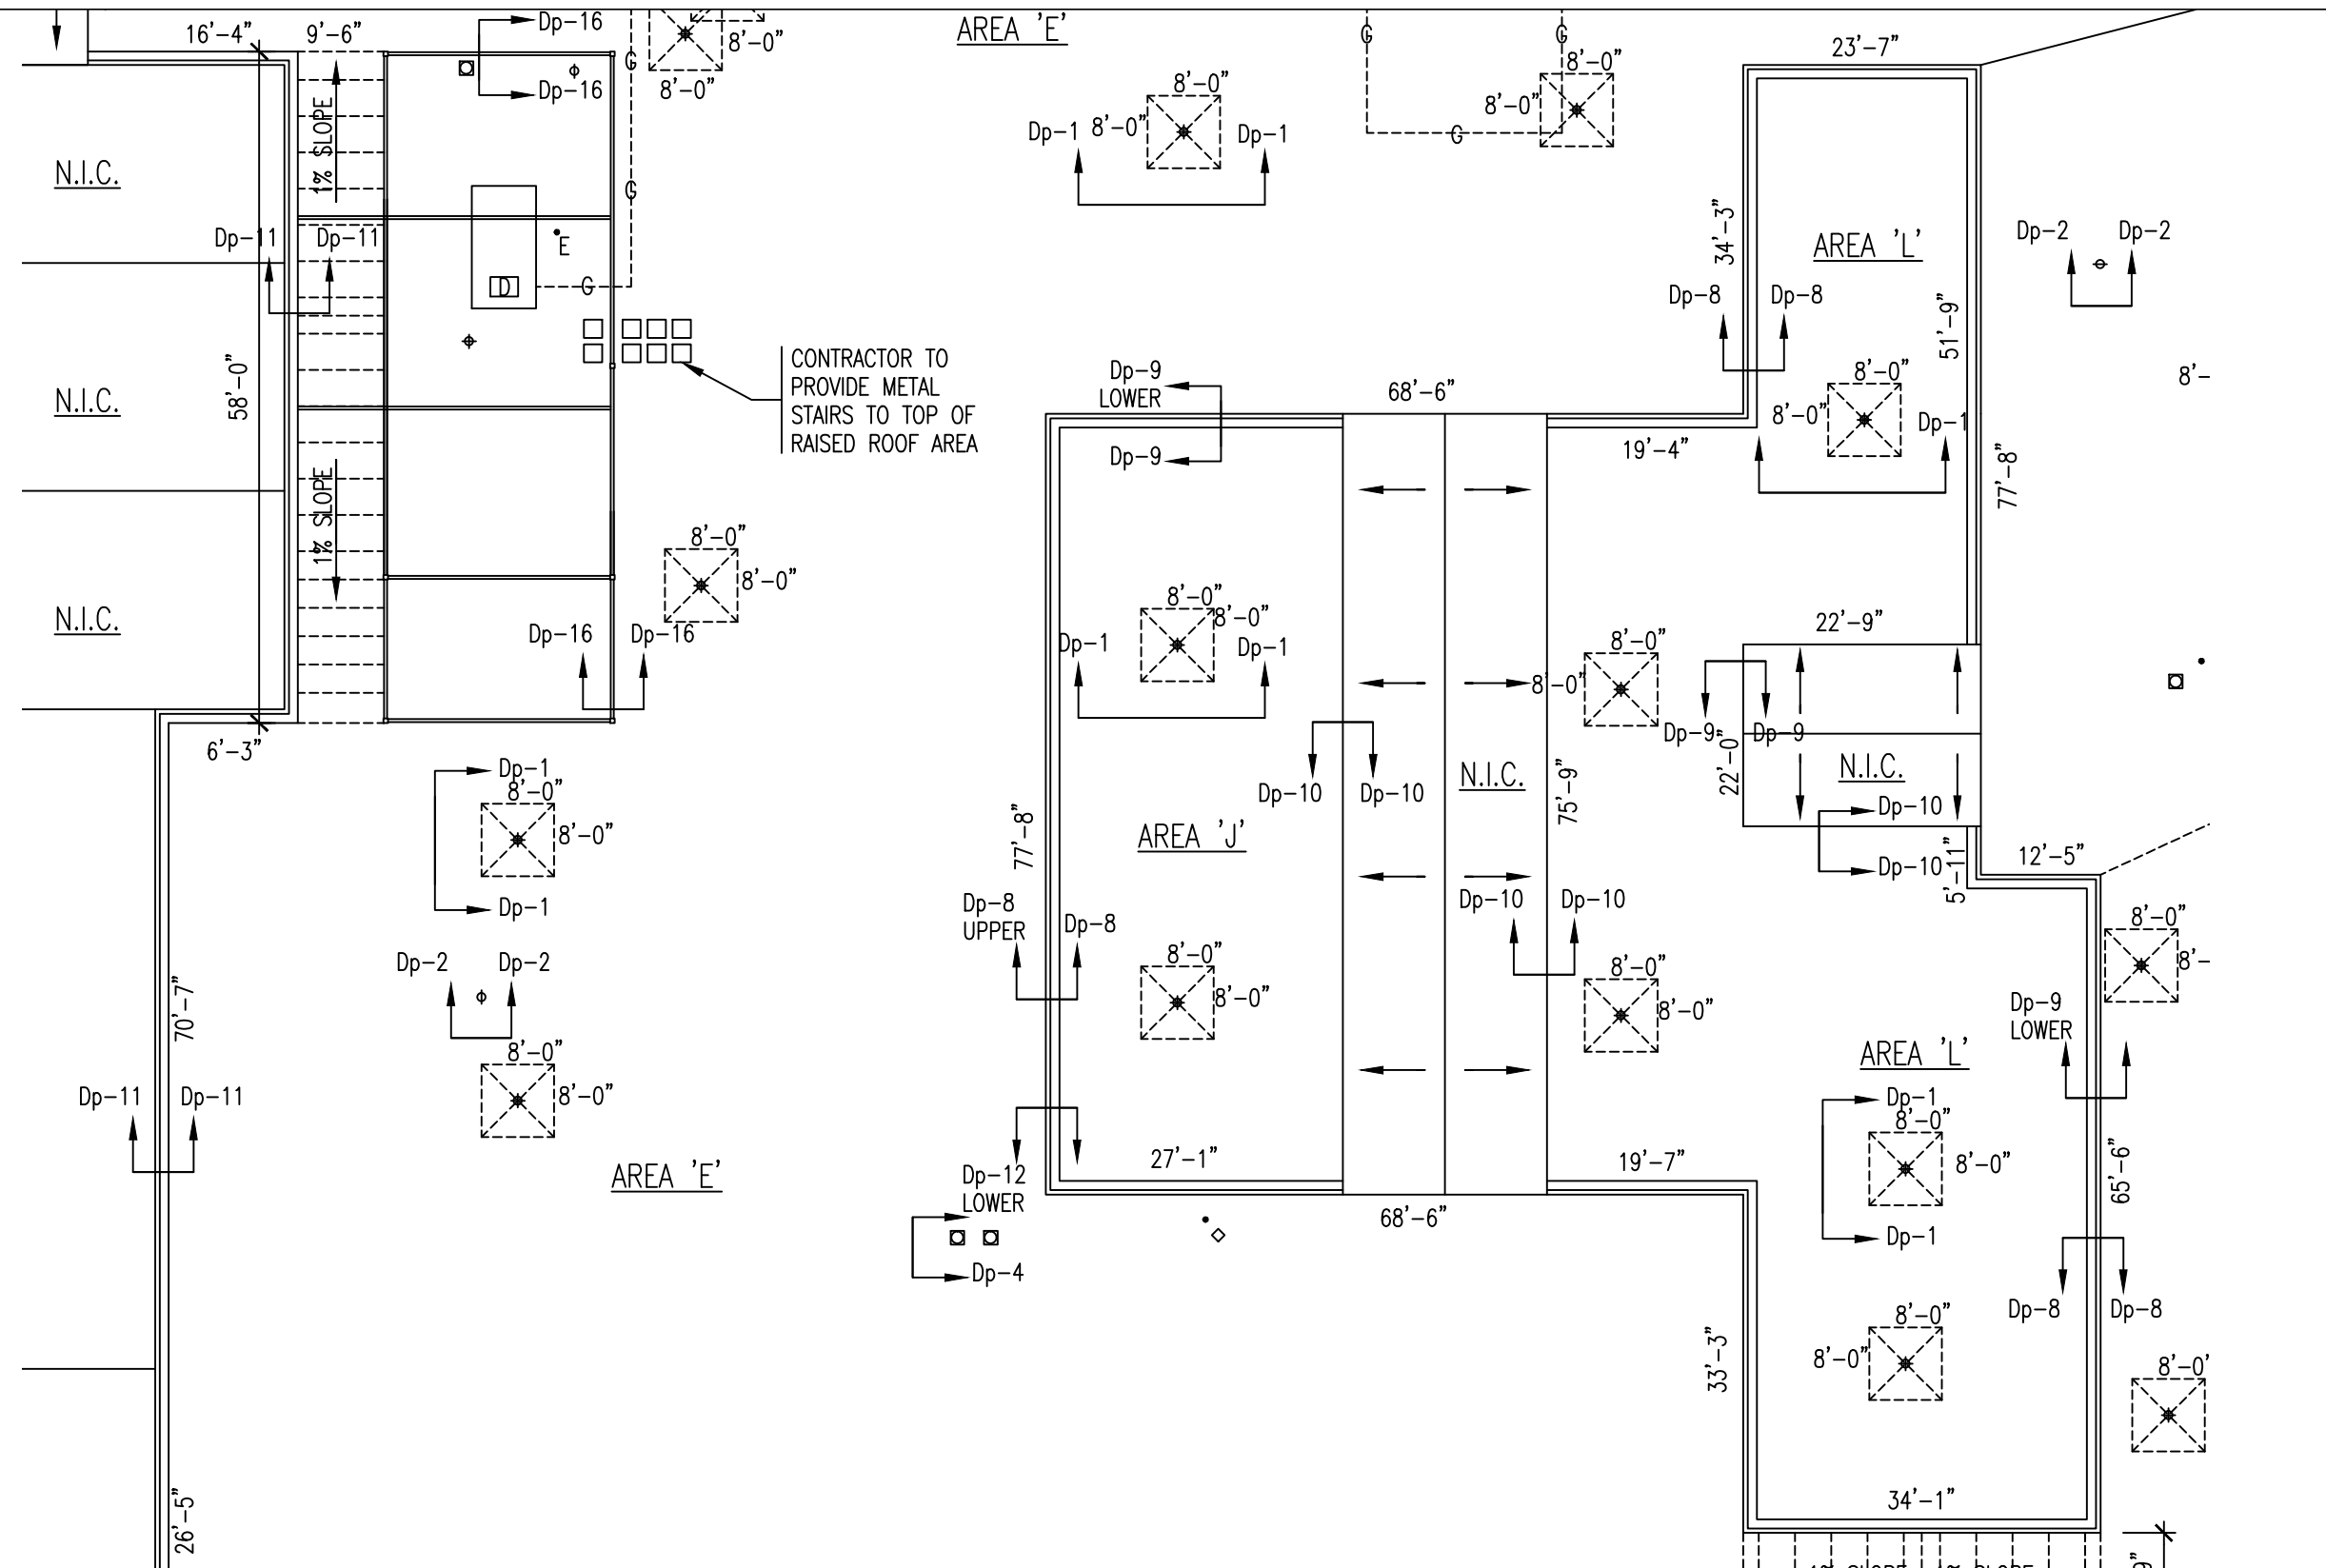 16'-4"
9'-6"
Dp-16
8'-0"
AREA 'E'
G
G
23'-7"
G
8'-0"
8'-0"
Dp-16
8'-0"
8'-0"
8'-0"
Dp-1
8'-0"
Dp-1
G
1% SLOPE
N.I.C.
G
34'-3"
AREA 'L'
Dp-2
Dp-2
Dp-11
Dp-11
E
D
G
Dp-8
Dp-8
51'-9"
58'-0"
CONTRACTOR TO
PROVIDE METAL
STAIRS TO TOP OF
RAISED ROOF AREA
Dp-9
LOWER
68'-6"
8'-0"
8'-
N.I.C.
8'-0"
Dp-1
Dp-9
19'-4"
77'-8"
1% SLOPE
8'-0"
8'-0"
8'-0"
8'-0"
N.I.C.
Dp-16
Dp-16
Dp-1
Dp-1
8'-0"
22'-9"
8'-0"
6'-3"
Dp-9
Dp-9
22'-0"
Dp-1
8'-0"
Dp-10
Dp-10
N.I.C.
75'-9"
N.I.C.
8'-0"
77'-8"
AREA 'J'
Dp-10
Dp-10
5'-11"
12'-5"
Dp-1
Dp-8
UPPER
Dp-8
Dp-10
Dp-10
8'-0"
8'-
Dp-2
Dp-2
8'-0"
8'-0"
8'-0"
8'-0"
70'-7"
Dp-9
LOWER
8'-0"
8'-0"
AREA 'L'
Dp-11
Dp-11
Dp-1
8'-0"
8'-0"
AREA 'E'
27'-1"
19'-7"
65'-6"
Dp-12
LOWER
68'-6"
Dp-1
Dp-4
Dp-8
Dp-8
8'-0"
8'-0"
33'-3"
8'-0'
34'-1"
26'-5"
1% SLOPE
1% SLOPE
9"